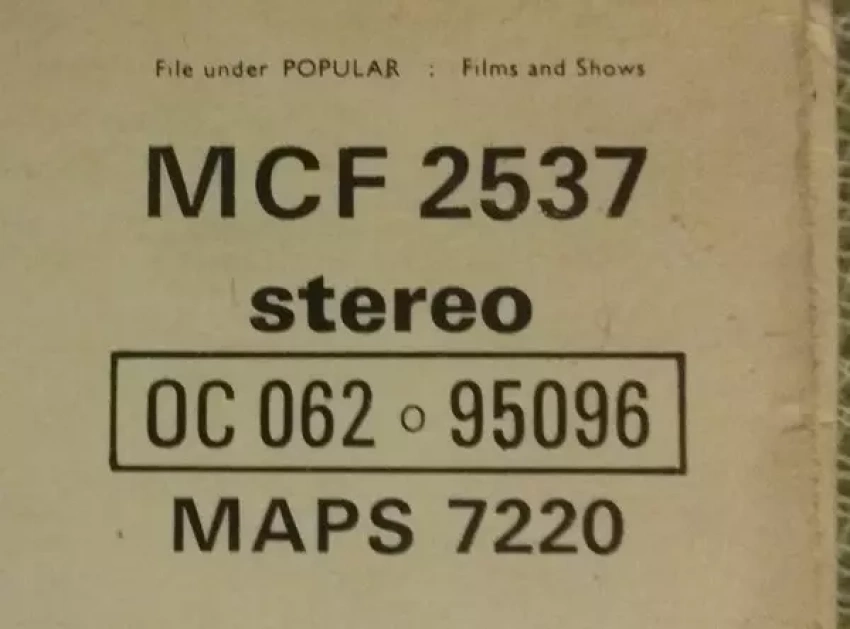 File under POPULAR : Films and Shows
MCF 2537
stereo
OC 062 o 95096
MAPS 7220